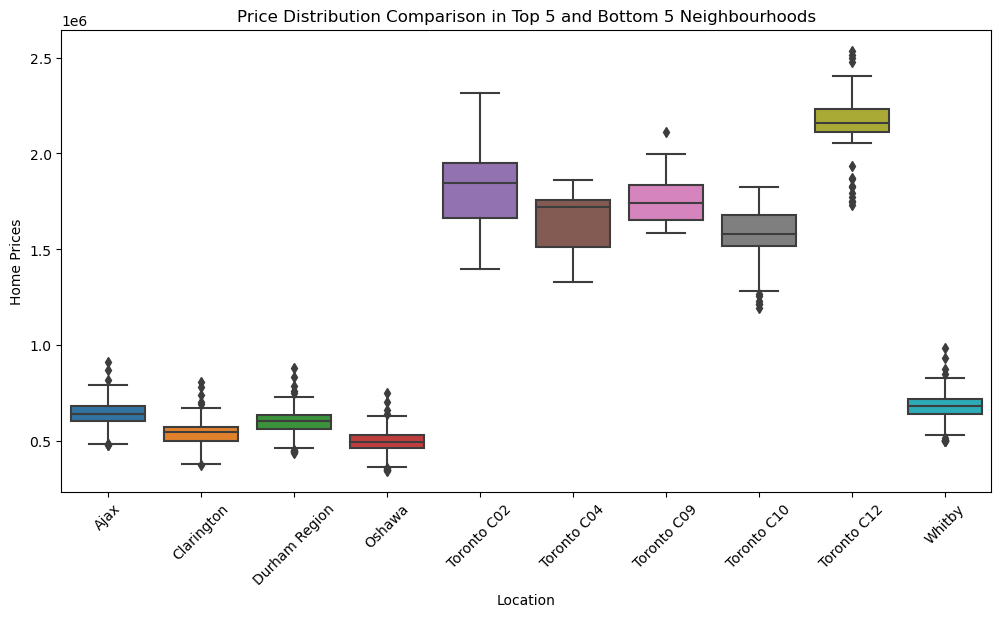 Price Distribution Comparison in Top 5 and Bottom 5 Neighbourhoods
1e6
2.5
2.0
1.5
1.0
0.5
Home Prices
Ajax
Clarington
Durham Region
Oshawa
Toronto C02
Toronto C04
Toronto C09
Toronto C10
Toronto C12
Whitby
Location